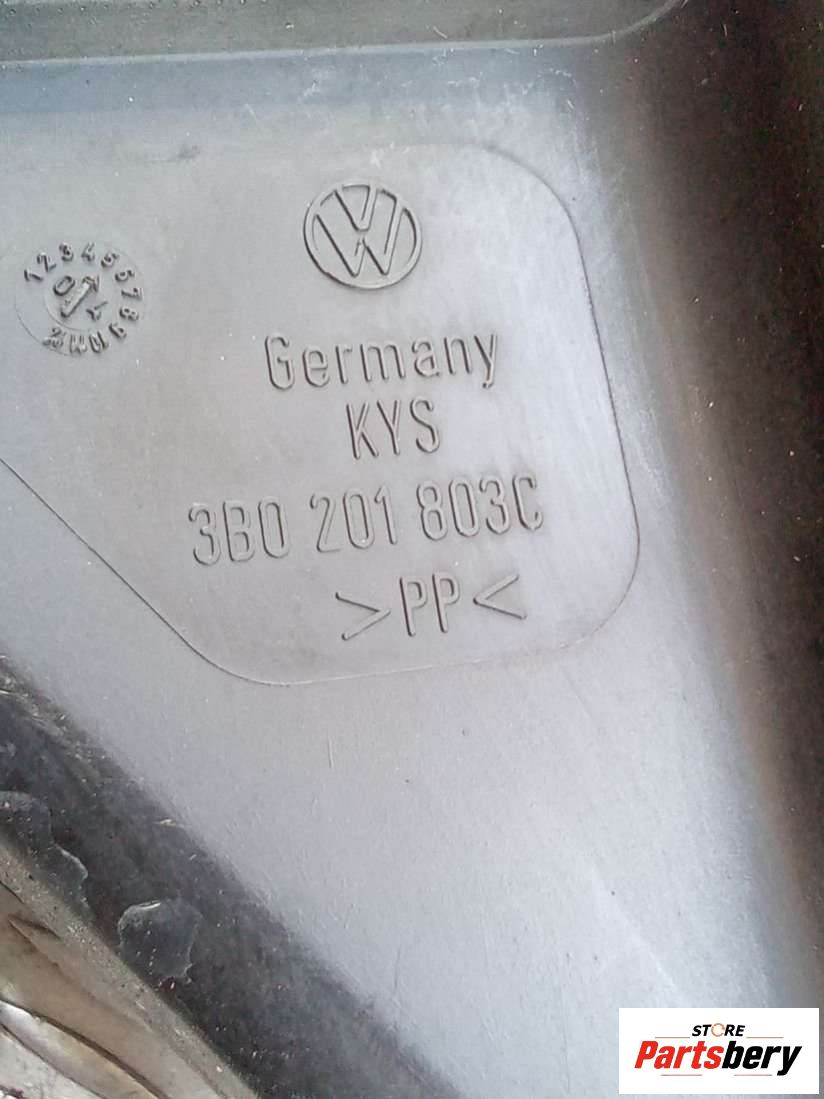 Germany
KYS
3B0 201 803C
>PP<
STORE
Partsbery